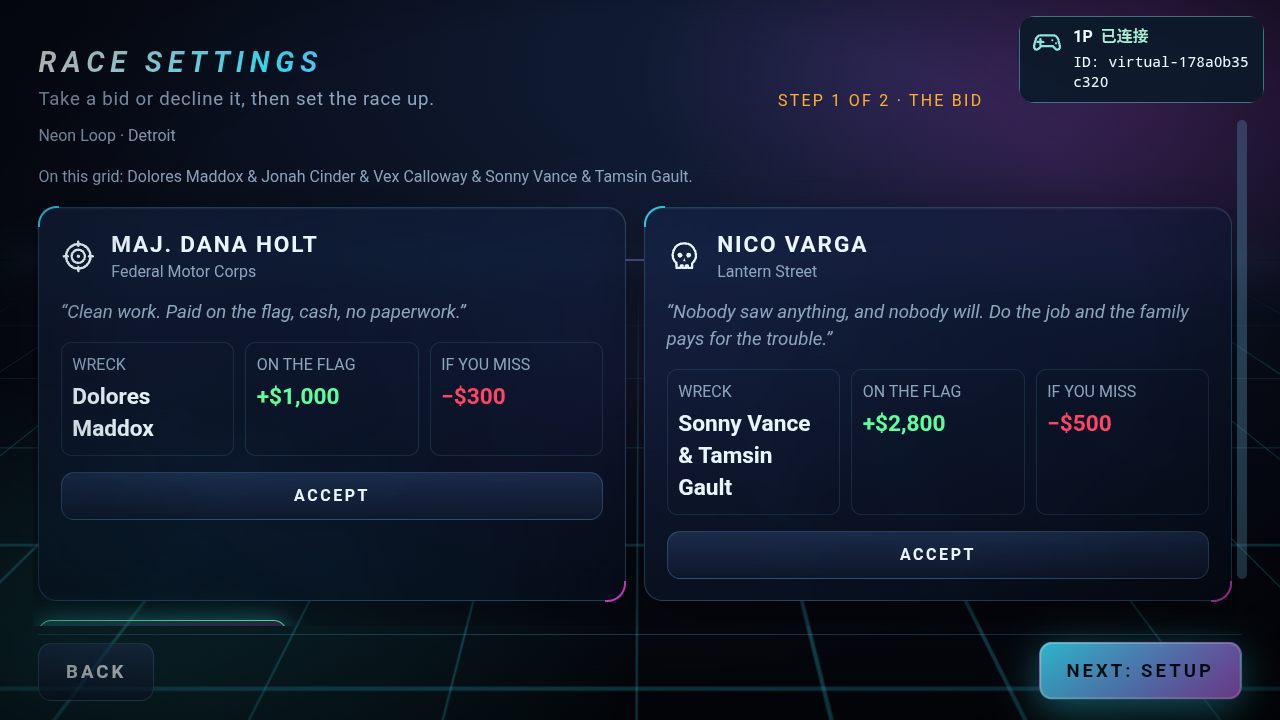 RACE SETTINGS
Take a bid or decline it, then set the race up.
STEP 1 OF 2 · THE BID
1P 已连接
ID: virtual-178a0b35
c320
Neon Loop · Detroit
On this grid: Dolores Maddox & Jonah Cinder & Vex Calloway & Sonny Vance & Tamsin Gault.
MAJ. DANA HOLT
Federal Motor Corps
“Clean work. Paid on the flag, cash, no paperwork.”
WRECK
Dolores
Maddox
ON THE FLAG
+$1,000
IF YOU MISS
−$300
ACCEPT
NICO VARGA
Lantern Street
“Nobody saw anything, and nobody will. Do the job and the family
pays for the trouble.”
WRECK
Sonny Vance
& Tamsin
Gault
ON THE FLAG
+$2,800
IF YOU MISS
−$500
ACCEPT
BACK
NEXT: SETUP